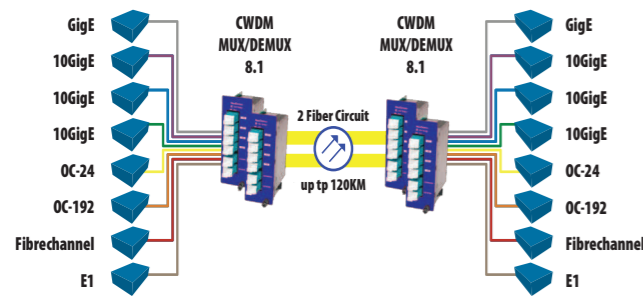 GigE
10GigE
10GigE
10GigE
OC-24
OC-192
Fibrechannel
E1
CWDM
MUX/DEMUX
8.1
2 Fiber Circuit
up tp 120KM
CWDM
MUX/DEMUX
8.1
GigE
10GigE
10GigE
10GigE
OC-24
OC-192
Fibrechannel
E1